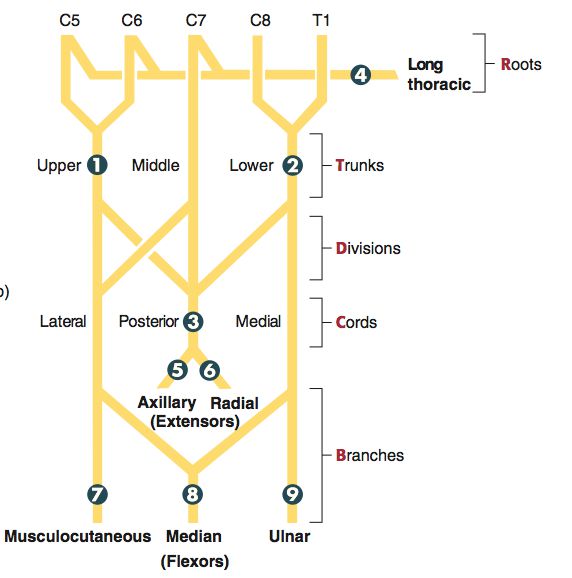 C5 C6 C7 C8 T1
4 Long thoracic
Roots
Upper 1 Middle Lower 2 Trunks
Divisions
o)
Lateral Posterior 3 Medial Cords
5 6
Axillary Radial
(Extensors)
Branches
7 8 9
Musculocutaneous Median Ulnar
(Flexors)